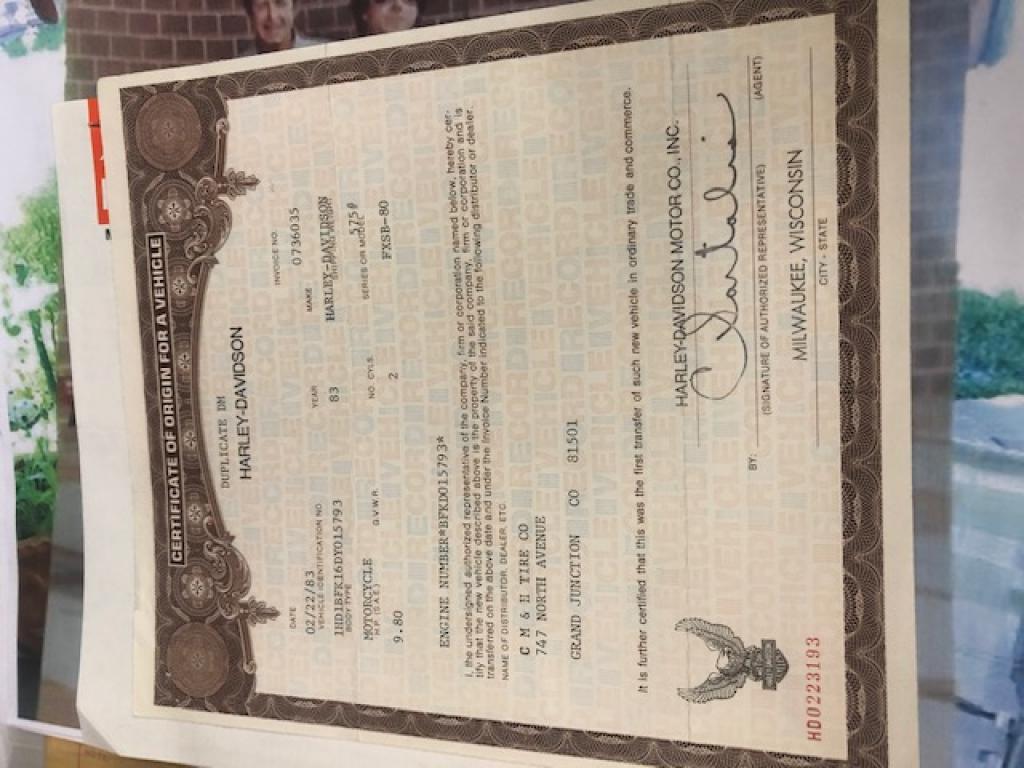 CERTIFICATE OF ORIGIN FOR A VEHICLE
DUPLICATE DM
HARLEY-DAVIDSON
DATE INVOICE NO.
02/22/83 0736035
VEHICLE IDENTIFICATION NO. YEAR MAKE
1HD1BFK16DY015793 83 HARLEY-DAVIDSON
BODY TYPE SHIPPING WEIGHT
MOTORCYCLE 575#
H.P. (S.A.E.) G.V.W.R. NO. CYLS. SERIES OR MODEL
9.80 2 FXSB-80
ENGINE NUMBER*BFKD015793*
I, the undersigned authorized representative of the company, firm or corporation named below, hereby cer-
tify that the new vehicle described above is the property of the said company, firm or corporation and is
transferred on the above date and under the Invoice Number indicated to the following distributor or dealer.
NAME OF DISTRIBUTOR, DEALER, ETC.
C M & H TIRE CO
747 NORTH AVENUE
GRAND JUNCTION CO 81501
It is further certified that this was the first transfer of such new vehicle in ordinary trade and commerce.
HARLEY-DAVIDSON MOTOR CO., INC.
BY:
(SIGNATURE OF AUTHORIZED REPRESENTATIVE) (AGENT)
MILWAUKEE, WISCONSIN
CITY - STATE
HD0223193